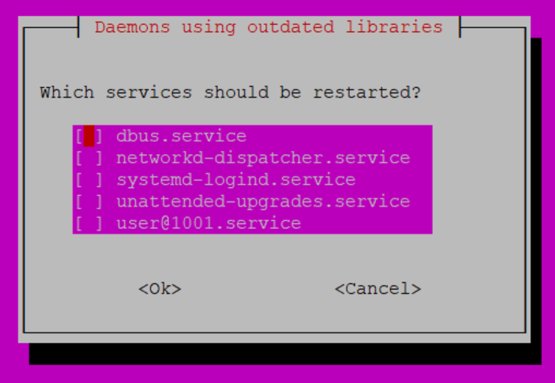 Daemons using outdated libraries
Which services should be restarted?
[ ] dbus.service
[ ] networkd-dispatcher.service
[ ] systemd-logind.service
[ ] unattended-upgrades.service
[ ] user@1001.service
<Ok> <Cancel>